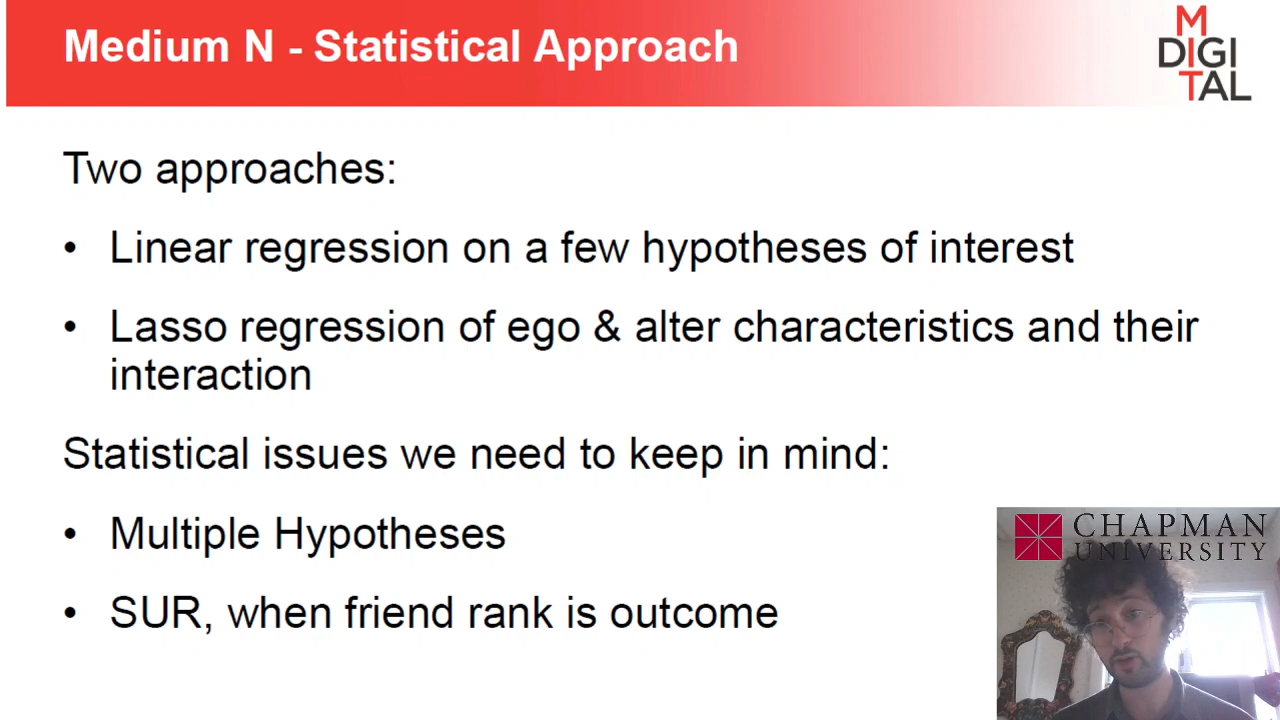 Medium N - Statistical Approach
M
DIGI
TAL
Two approaches:
• Linear regression on a few hypotheses of interest
• Lasso regression of ego & alter characteristics and their
interaction
Statistical issues we need to keep in mind:
• Multiple Hypotheses
• SUR, when friend rank is outcome
CHAPMAN
UNIVERSITY